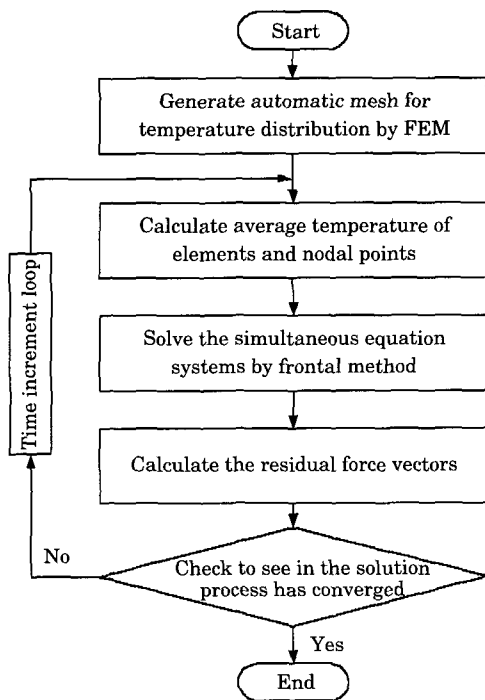 Start
Generate automatic mesh for
temperature distribution by FEM
Calculate average temperature of
elements and nodal points
Time increment loop
Solve the simultaneous equation
systems by frontal method
Calculate the residual force vectors
No
Check to see in the solution
process has converged
Yes
End